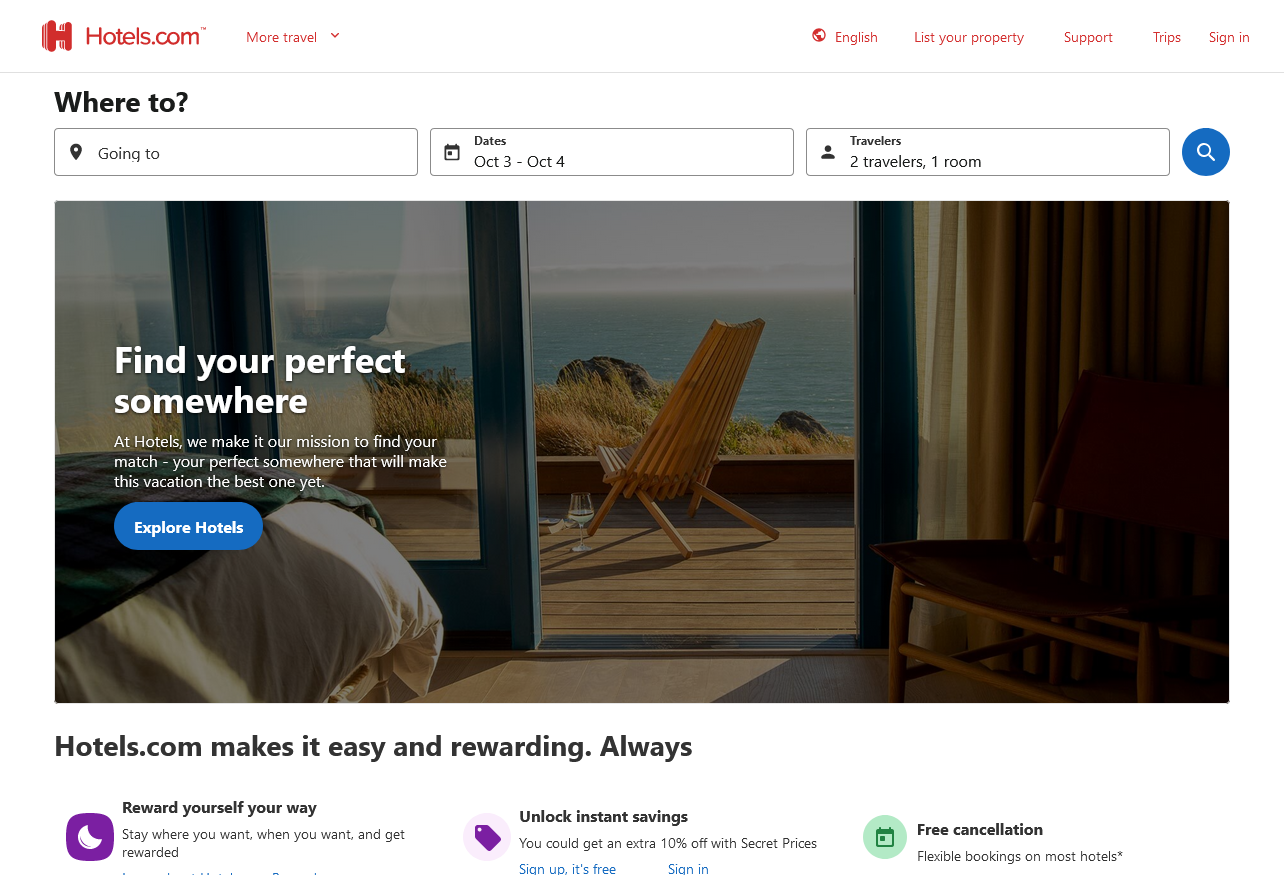 Hotels.com™
More travel
English
List your property
Support
Trips
Sign in
Where to?
Going to
Dates
Oct 3 - Oct 4
Travelers
2 travelers, 1 room
Find your perfect
somewhere
At Hotels, we make it our mission to find your
match - your perfect somewhere that will make
this vacation the best one yet.
Explore Hotels
Hotels.com makes it easy and rewarding. Always
Reward yourself your way
Stay where you want, when you want, and get
rewarded
Unlock instant savings
You could get an extra 10% off with Secret Prices
Sign up, it's free
Sign in
Free cancellation
Flexible bookings on most hotels*